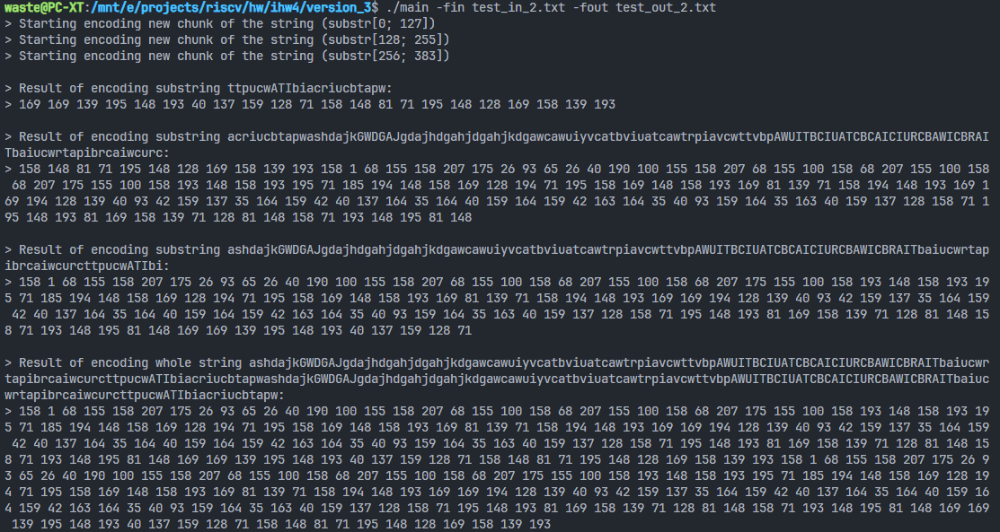 waste@PC-XT:/mnt/e/projects/riscv/hw/ihw4/version_3$ ./main -fin test_in_2.txt -fout test_out_2.txt
> Starting encoding new chunk of the string (substr[0; 127])
> Starting encoding new chunk of the string (substr[128; 255])
> Starting encoding new chunk of the string (substr[256; 383])
> Result of encoding substring ttpucwATIbiacriucbtapw:
> 169 169 139 195 148 193 40 137 159 128 71 158 148 81 71 195 148 128 169 158 139 193
> Result of encoding substring acriucbtapwashdajkGWDGAJgdajhdgahjdgahjkdgawcawuiyvcatbviuatcawtrpiavcwttvbpAWUITBCIUATCBCAICIURCBAWICBRAI
Tbaiucwrtapibrcaiwcurc:
> 158 148 81 71 195 148 128 169 158 139 193 158 1 68 155 158 207 175 26 93 65 26 40 190 100 155 158 207 68 155 100 158 68 207 155 100 158
68 207 175 155 100 158 193 148 158 193 195 71 185 194 148 158 169 128 194 71 195 158 169 148 158 193 169 81 139 71 158 194 148 193 169 1
69 194 128 139 40 93 42 159 137 35 164 159 42 40 137 164 35 164 40 159 164 159 42 163 164 35 40 93 159 164 35 163 40 159 137 128 158 71 1
95 148 193 81 169 158 139 71 128 81 148 158 71 193 148 195 81 148
> Result of encoding substring ashdajkGWDGAJgdajhdgahjdgahjkdgawcawuiyvcatbviuatcawtrpiavcwttvbpAWUITBCIUATCBCAICIURCBAWICBRAITbaiucwrtap
ibrcaiwcurcttpucwATIbi:
> 158 1 68 155 158 207 175 26 93 65 26 40 190 100 155 158 207 68 155 100 158 68 207 155 100 158 68 207 175 155 100 158 193 148 158 193 19
5 71 185 194 148 158 169 128 194 71 195 158 169 148 158 193 169 81 139 71 158 194 148 193 169 169 194 128 139 40 93 42 159 137 35 164 159
42 40 137 164 35 164 40 159 164 159 42 163 164 35 40 93 159 164 35 163 40 159 137 128 158 71 195 148 193 81 169 158 139 71 128 81 148 15
8 71 193 148 195 81 148 169 169 139 195 148 193 40 137 159 128 71
> Result of encoding whole string ashdajkGWDGAJgdajhdgahjdgahjkdgawcawuiyvcatbviuatcawtrpiavcwttvbpAWUITBCIUATCBCAICIURCBAWICBRAITbaiucwr
tapibrcaiwcurcttpucwATIbiacriucbtapwashdajkGWDGAJgdajhdgahjdgahjkdgawcawuiyvcatbviuatcawtrpiavcwttvbpAWUITBCIUATCBCAICIURCBAWICBRAITbaiuc
wrtapibrcaiwcurcttpucwATIbiacriucbtapw:
> 158 1 68 155 158 207 175 26 93 65 26 40 190 100 155 158 207 68 155 100 158 68 207 155 100 158 68 207 175 155 100 158 193 148 158 193 19
5 71 185 194 148 158 169 128 194 71 195 158 169 148 158 193 169 81 139 71 158 194 148 193 169 169 194 128 139 40 93 42 159 137 35 164 159
42 40 137 164 35 164 40 159 164 159 42 163 164 35 40 93 159 164 35 163 40 159 137 128 158 71 195 148 193 81 169 158 139 71 128 81 148 15
8 71 193 148 195 81 148 169 169 139 195 148 193 40 137 159 128 71 158 148 81 71 195 148 128 169 158 139 193 158 1 68 155 158 207 175 26 9
3 65 26 40 190 100 155 158 207 68 155 100 158 68 207 155 100 158 68 207 175 155 100 158 193 148 158 193 195 71 185 194 148 158 169 128 19
4 71 195 158 169 148 158 193 169 81 139 71 158 194 148 193 169 169 194 128 139 40 93 42 159 137 35 164 159 42 40 137 164 35 164 40 159 16
4 159 42 163 164 35 40 93 159 164 35 163 40 159 137 128 158 71 195 148 193 81 169 158 139 71 128 81 148 158 71 193 148 195 81 148 169 169
139 195 148 193 40 137 159 128 71 158 148 81 71 195 148 128 169 158 139 193